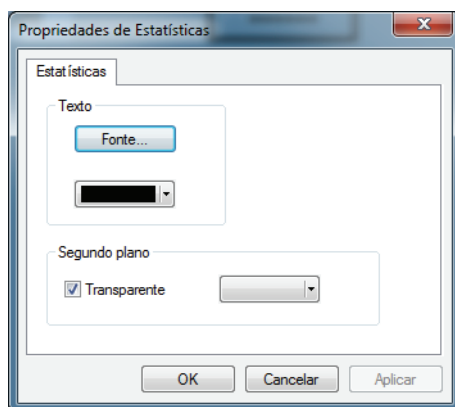 Propriedades de Estatísticas
Estatísticas
Texto
Fonte...
Segundo plano
Transparente
OK Cancelar Aplicar